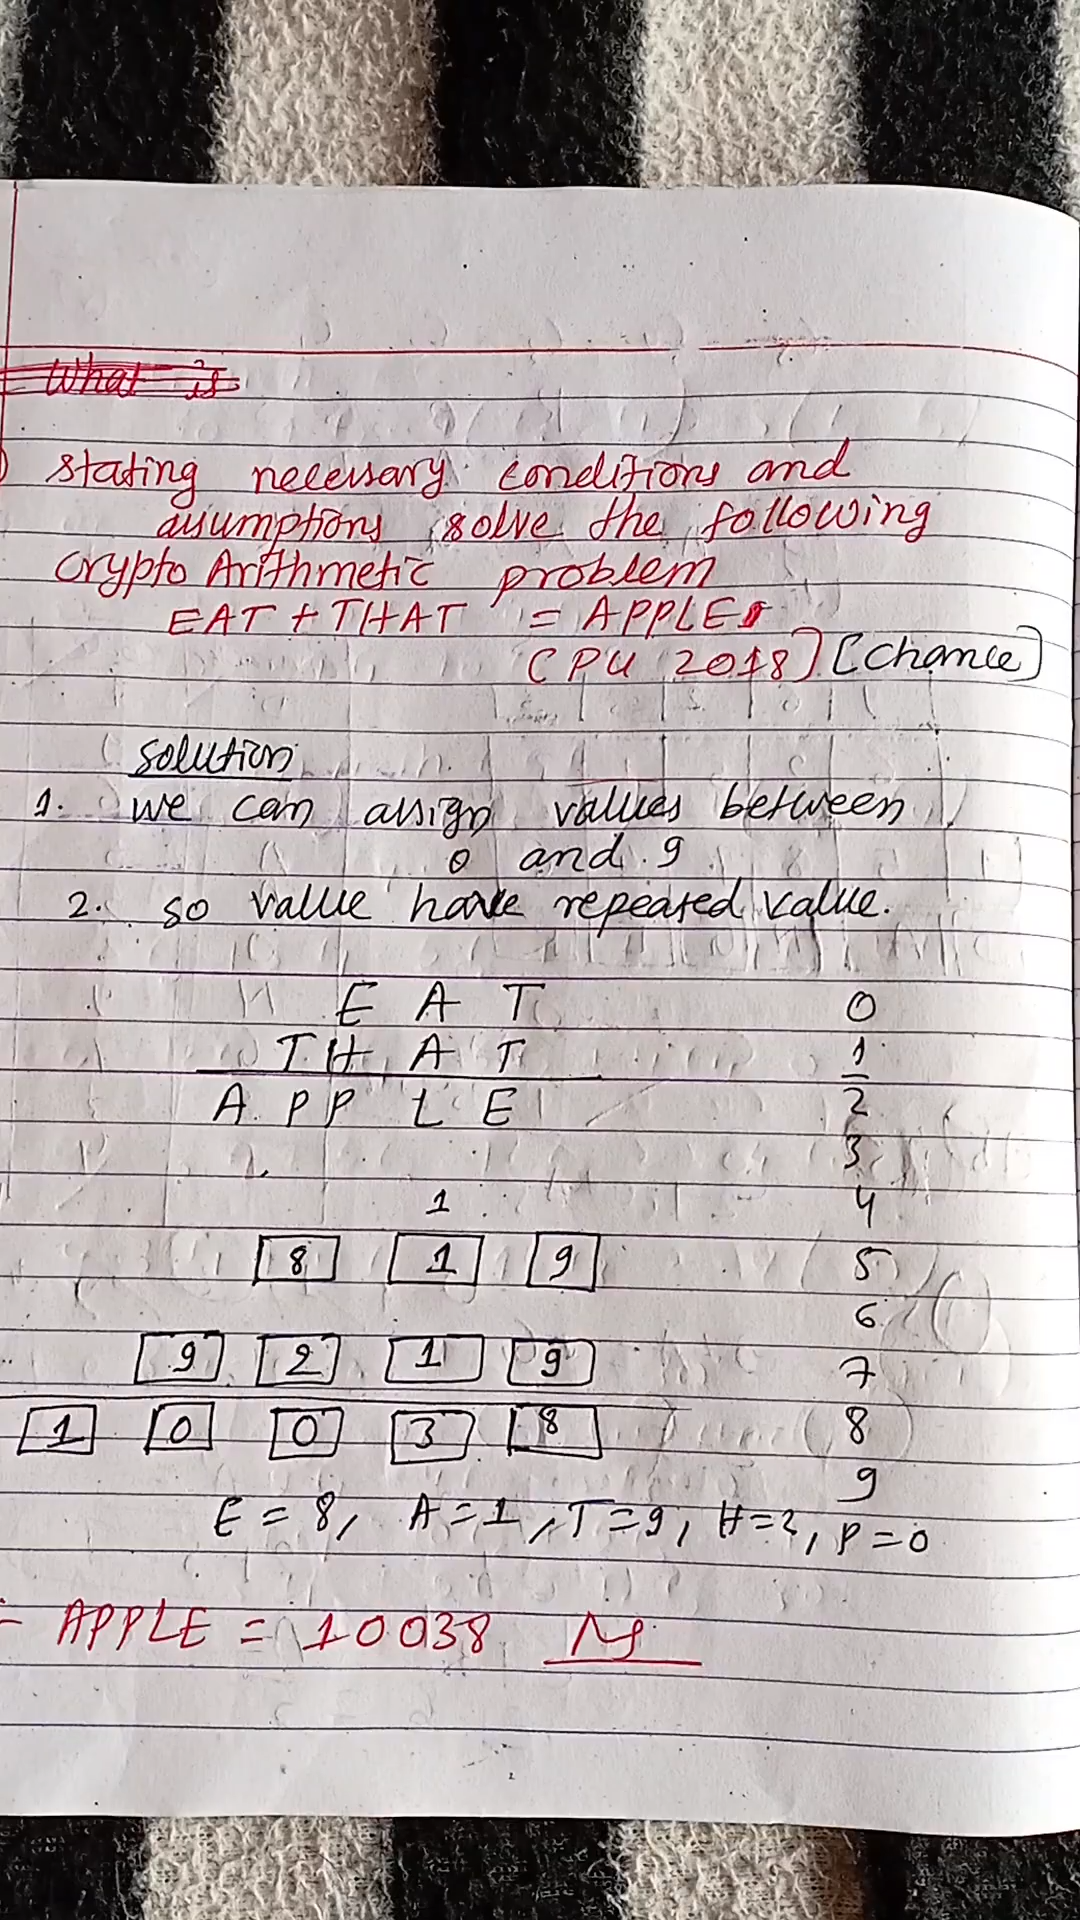 What is
Stating necessary conditions and
assumptions solve the following
Crypto Arithmetic problem
EAT + THAT = APPLE
[PU 2018] [chance]
solution
1. we can assign values between
0 and 9
2. so value have repeated value.
E A T 0
T H A T 1
A P P L E 2
3
1 4
8 1 9 5
6
9 2 1 9 7
1 0 0 3 8 8
9
E = 8, A = 1, T = 9, H = 2, P = 0
- APPLE = 10038